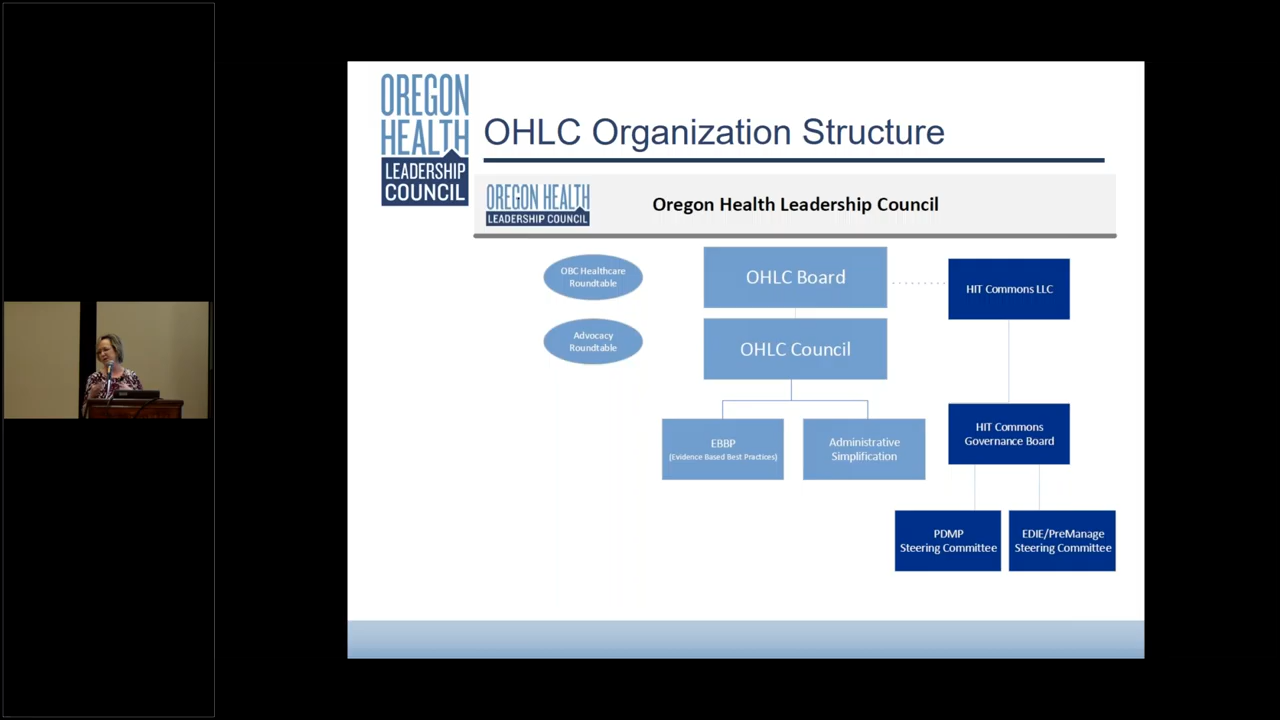 OREGON
HEALTH
LEADERSHIP
COUNCIL
OHLC Organization Structure
OREGON HEALTH
LEADERSHIP COUNCIL
Oregon Health Leadership Council
OBC Healthcare
Roundtable
Advocacy
Roundtable
OHLC Board
OHLC Council
HIT Commons LLC
EBBP
(Evidence Based Best Practices)
Administrative
Simplification
HIT Commons
Governance Board
PDMP
Steering Committee
EDIE/PreManage
Steering Committee